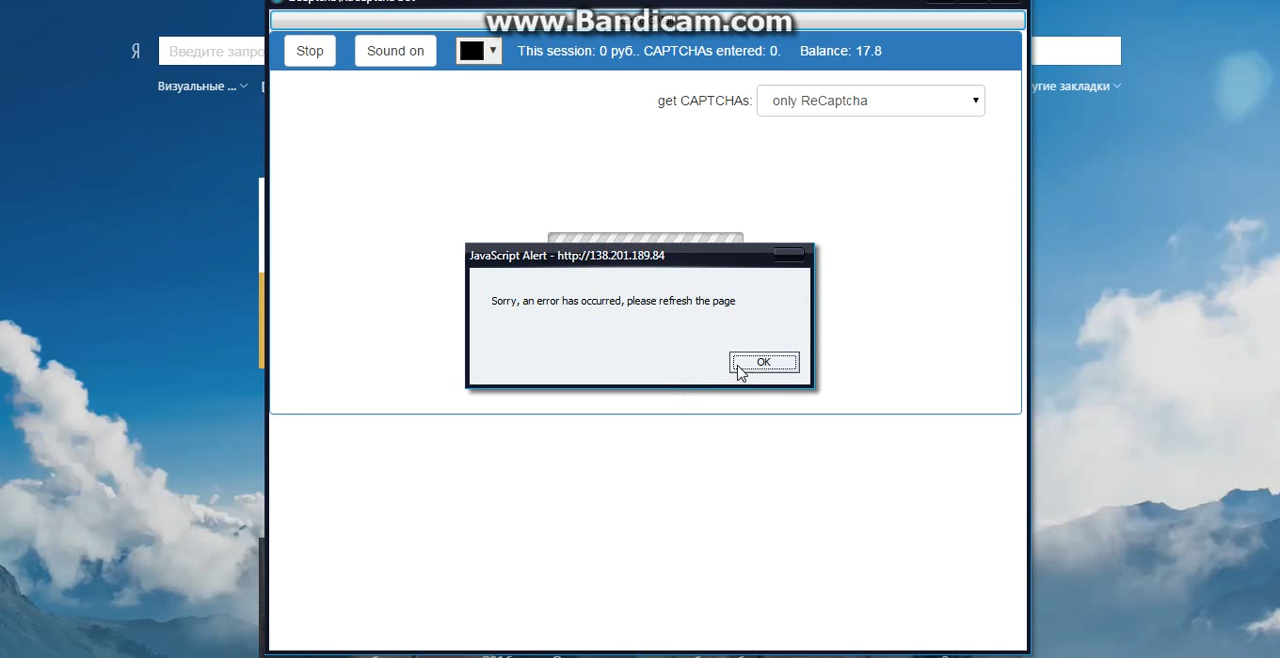 www.Bandicam.com
Я Введите запро
Stop Sound on This session: 0 руб.. CAPTCHAs entered: 0. Balance: 17.8
Визуальные ...
угие закладки
get CAPTCHAs: only ReCaptcha
JavaScript Alert - http://138.201.189.84
Sorry, an error has occurred, please refresh the page
OK